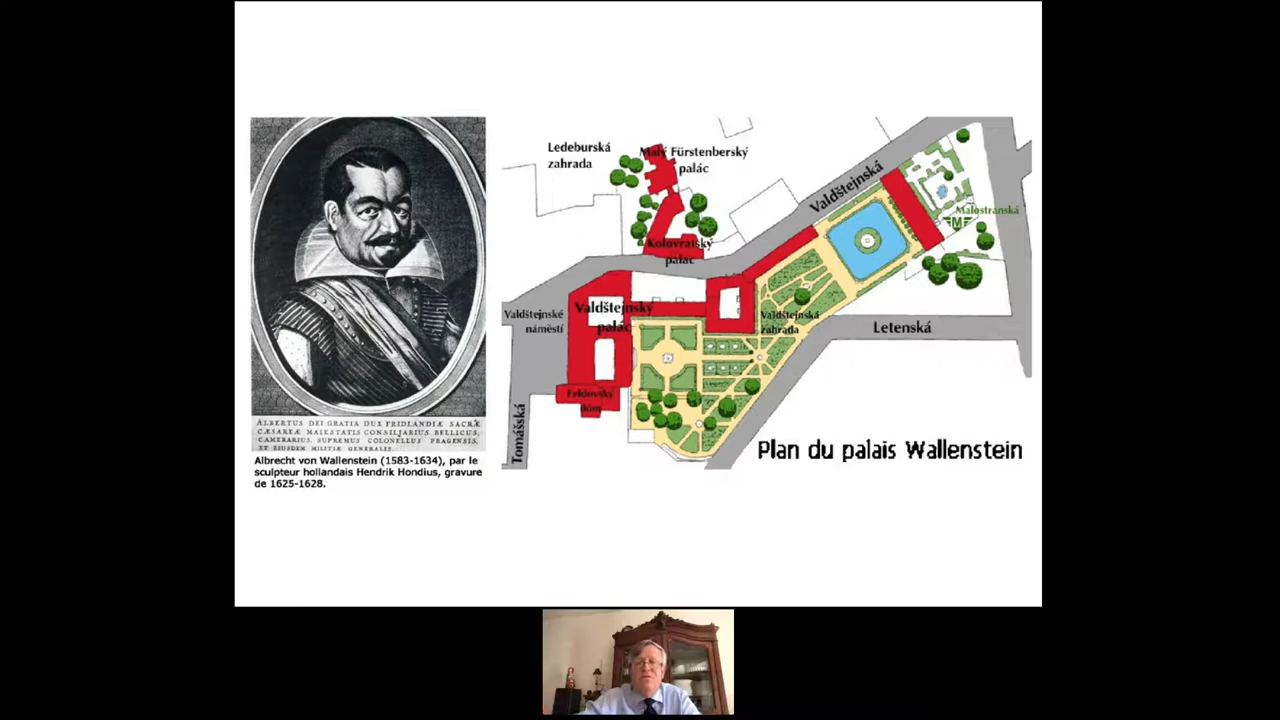 ALBERTUS DEI GRATIA DUX FRIDLANDIÆ SACRÆ
CÆSAREÆ MAIESTATIS CONSILJARIUS BELLICUS,
CAMERARIUS, SUPREMUS COLONELLUS PRAGENSIS,
ET EIUSDEM MILITIÆ GENERALIS.
Albrecht von Wallenstein (1583-1634), par le
sculpteur hollandais Hendrik Hondius, gravure
de 1625-1628.
Ledeburská
zahrada
Malý Fürstenberský
palác
Kolovratský
palác
Valdštejnská
Malostranská
M
Valdštejnské
náměstí
Valdštejnský
palác
Valdštejnská
zahrada
Letenská
Tomášská
dům
Plan du palais Wallenstein